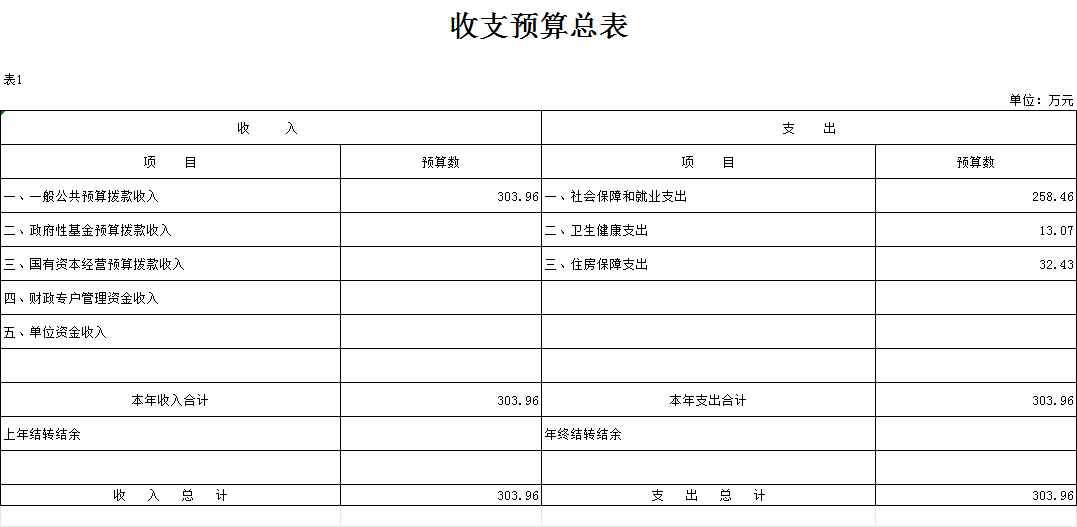 收支预算总表
表1
单位：万元
收 入 支 出
项 目 预算数 项 目 预算数
一、一般公共预算拨款收入 303.96 一、社会保障和就业支出 258.46
二、政府性基金预算拨款收入 二、卫生健康支出 13.07
三、国有资本经营预算拨款收入 三、住房保障支出 32.43
四、财政专户管理资金收入
五、单位资金收入
本年收入合计 303.96 本年支出合计 303.96
上年结转结余 年终结转结余
收 入 总 计 303.96 支 出 总 计 303.96